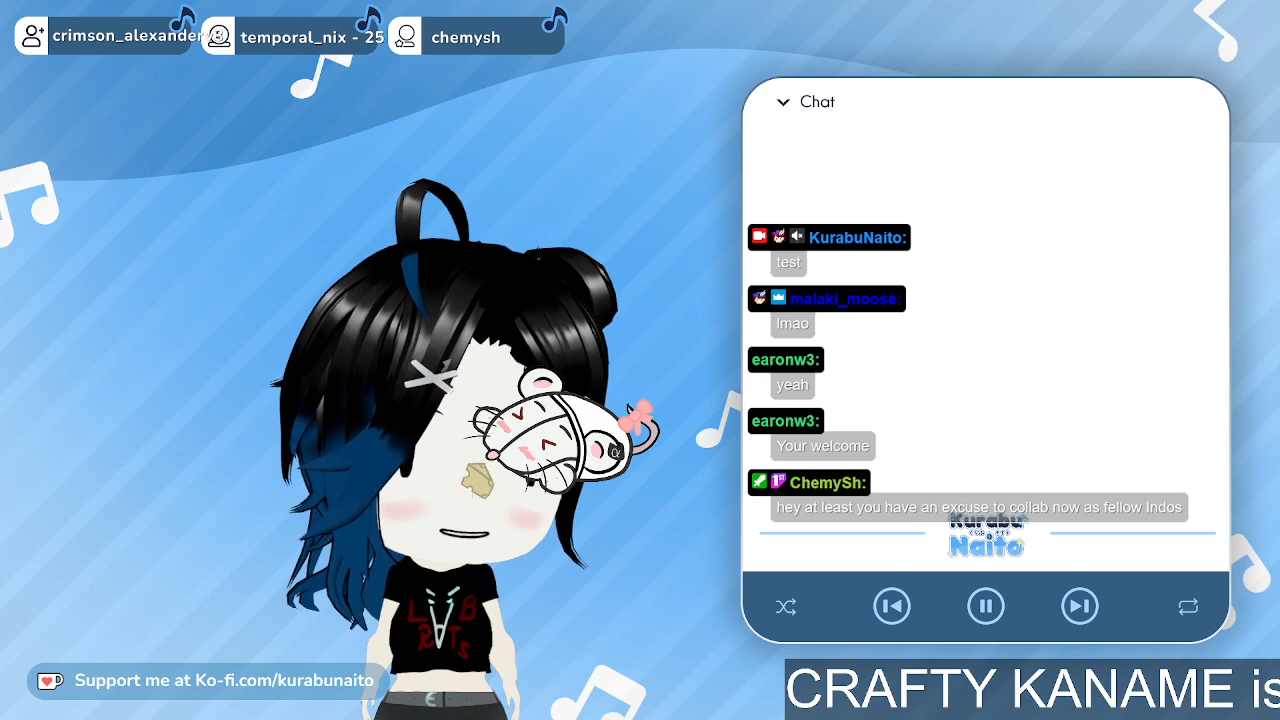 crimson_alexander
temporal_nix - 25
chemysh
Chat
KurabuNaito:
test
malaki_moose:
lmao
earonw3:
yeah
earonw3:
Your welcome
1ST ChemySh:
hey at least you have an excuse to collab now as fellow Indos
Kurabu
Naito
L B
R T S
Support me at Ko-fi.com/kurabunaito
CRAFTY KANAME is